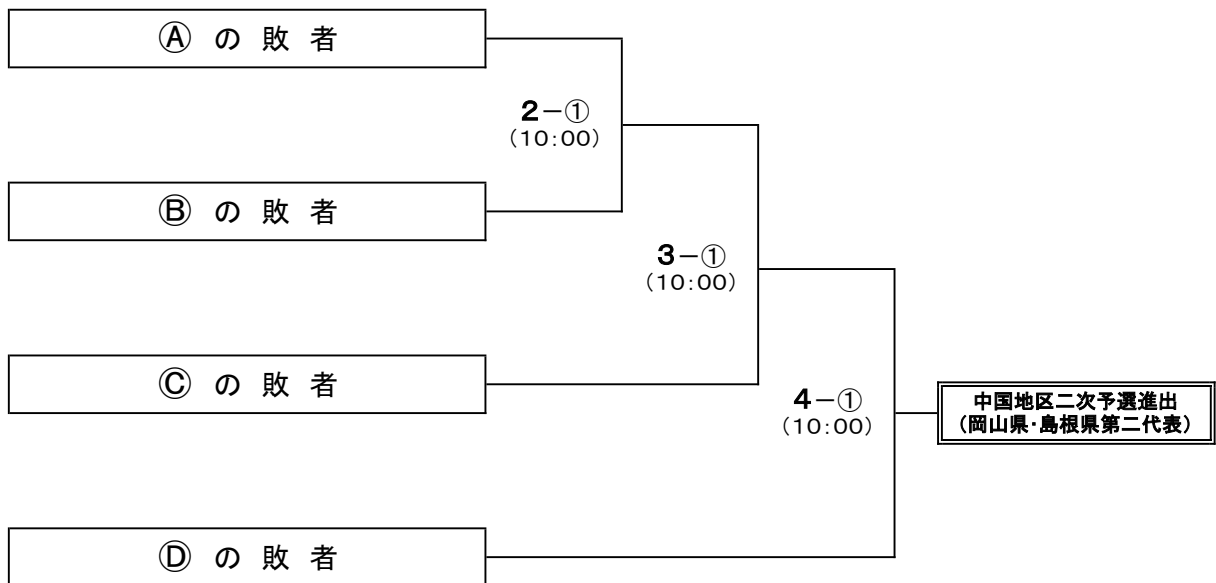 Ⓐ の 敗 者
2－①
（10：00）
Ⓑ の 敗 者
3－①
（10：00）
Ⓒ の 敗 者
4－①
（10：00）
中国地区二次予選進出
（岡山県・島根県第二代表）
Ⓓ の 敗 者